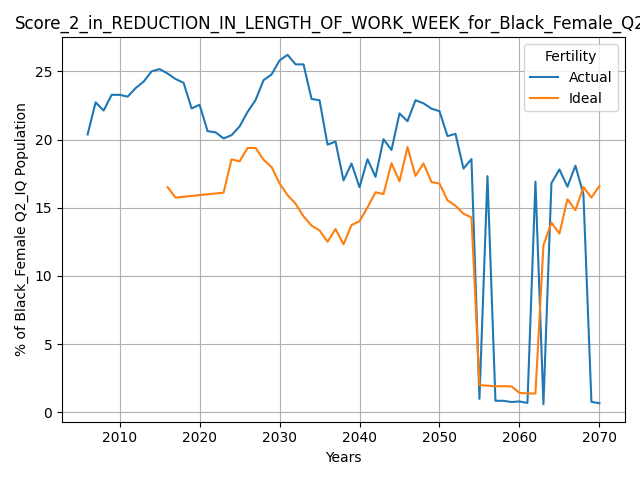 Score_2_in_REDUCTION_IN_LENGTH_OF_WORK_WEEK_for_Black_Female_Q2
Fertility
Actual
Ideal
% of Black_Female Q2_IQ Population
25
20
15
10
5
0
2010 2020 2030 2040 2050 2060 2070
Years